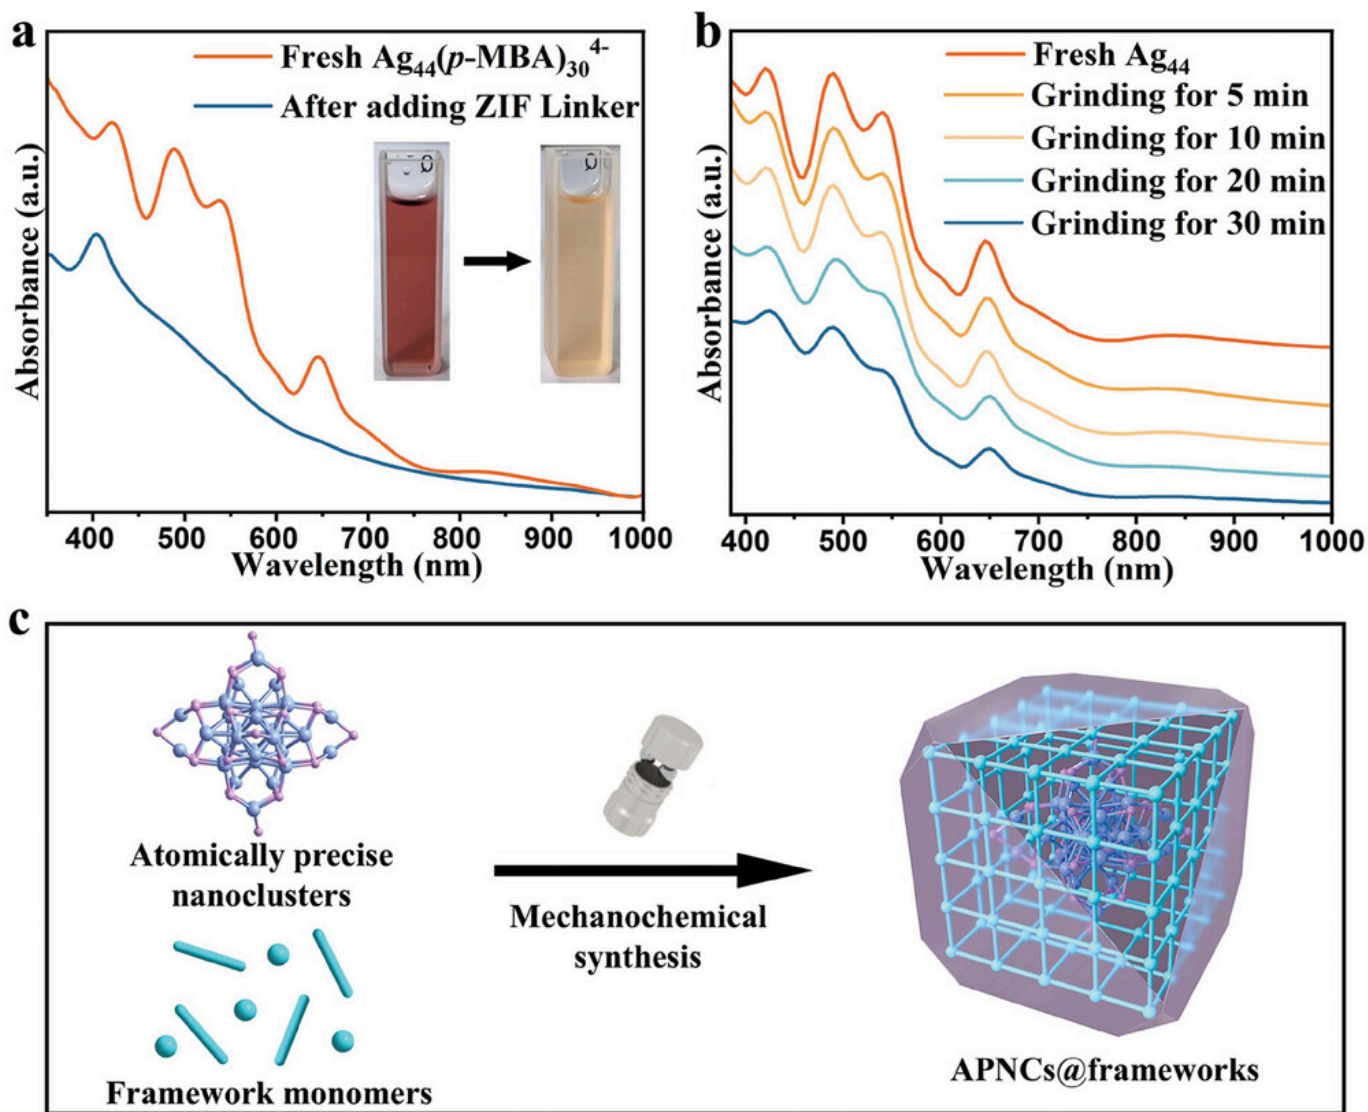 a
Fresh Ag₄₄(p-MBA)₃₀⁴⁻
After adding ZIF Linker
Absorbance (a.u.)
400 500 600 700 800 900 1000
Wavelength (nm)
b
Fresh Ag₄₄
Grinding for 5 min
Grinding for 10 min
Grinding for 20 min
Grinding for 30 min
Absorbance (a.u.)
400 500 600 700 800 900 1000
Wavelength (nm)
c
Atomically precise
nanoclusters
Framework monomers
Mechanochemical
synthesis
APNCs@frameworks